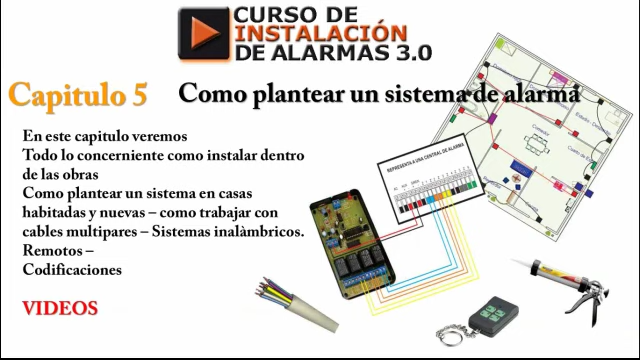 CURSO DE
INSTALACIÓN
DE ALARMAS 3.0
Capitulo 5
Como plantear un sistema de alarma
En este capitulo veremos
Todo lo concerniente como instalar dentro
de las obras
Como plantear un sistema en casas
habitadas y nuevas – como trabajar con
cables multipares – Sistemas inalàmbricos.
Remotos –
Codificaciones
VIDEOS
REPRESENTA A UNA CENTRAL DE ALARMA
Comedor